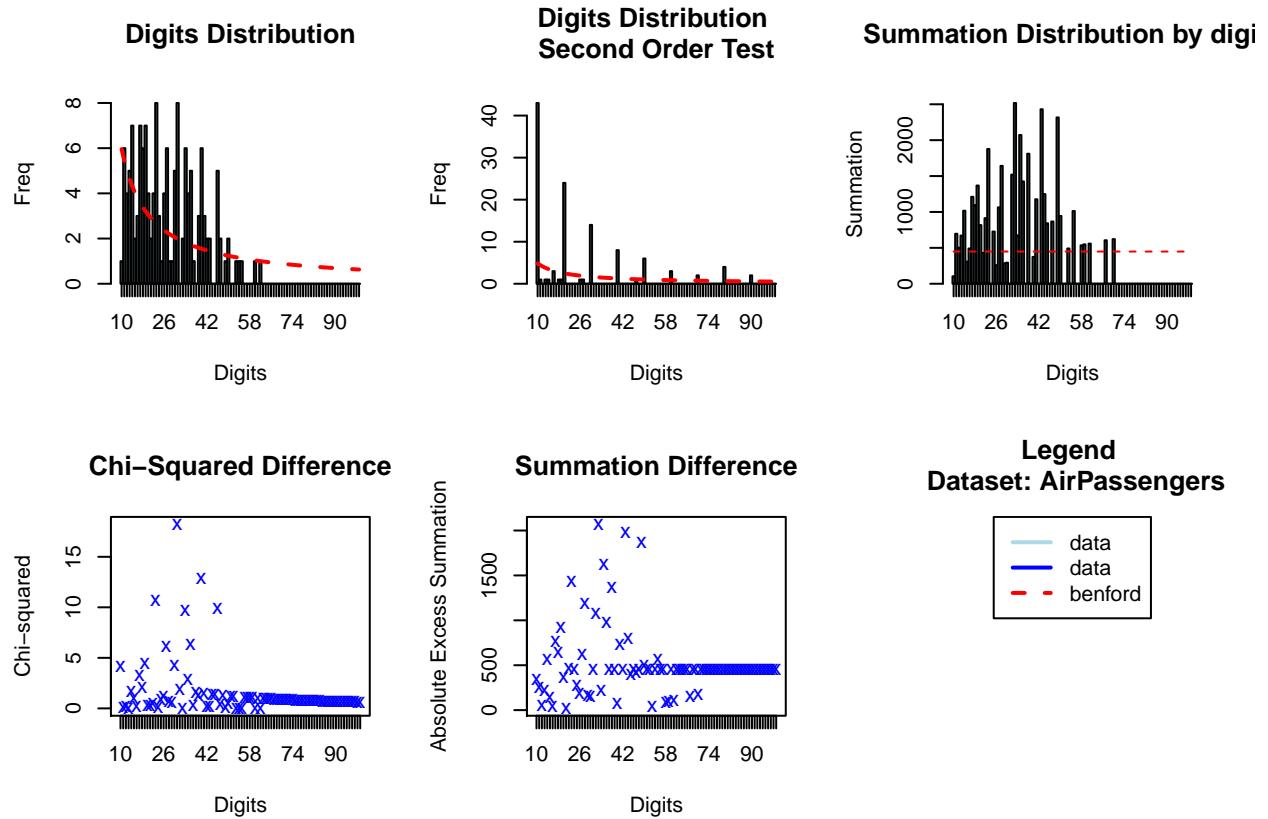 Digits Distribution
8
6
4
2
0
Freq
10 26 42 58 74 90
Digits
Digits Distribution
Second Order Test
40
30
20
10
0
Freq
10 26 42 58 74 90
Digits
Summation Distribution by digi
2000
1000
0
Summation
10 26 42 58 74 90
Digits
Chi−Squared Difference
15
10
5
0
Chi−squared
10 26 42 58 74 90
Digits
Summation Difference
1500
500
0
Absolute Excess Summation
10 26 42 58 74 90
Digits
Legend
Dataset: AirPassengers
data
data
benford